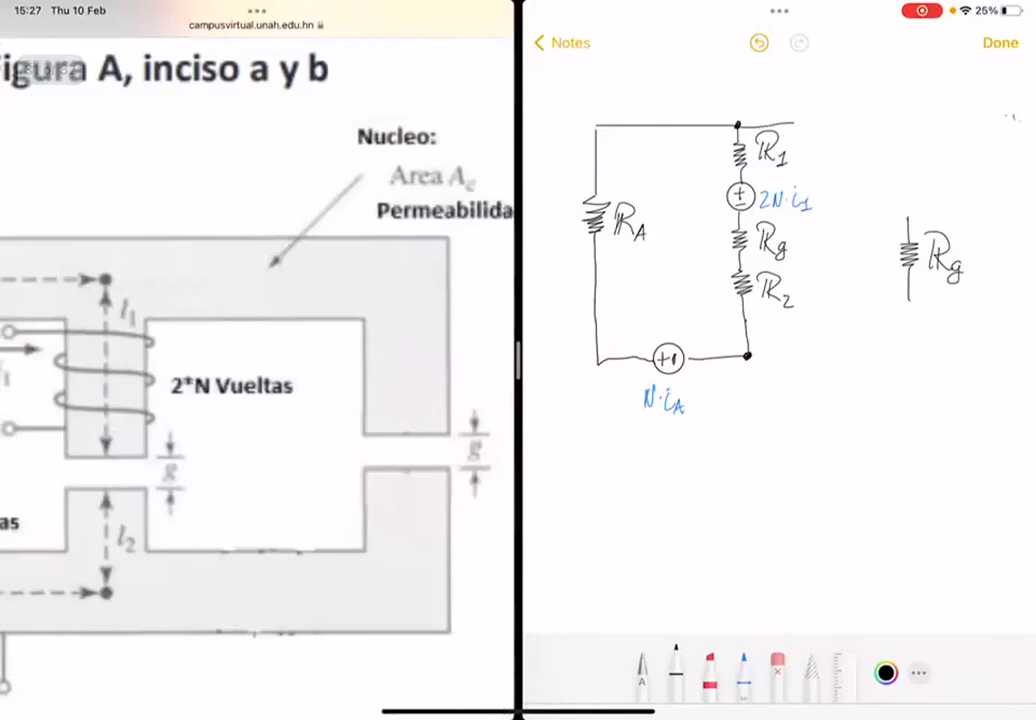 15:27 Thu 10 Feb
campusvirtual.unah.edu.hn
igura A, inciso a y b
Nucleo:
Area Ac
Permeabilida
l1
2*N Vueltas
g
g
as
l2
25%
Notes
Done
R1
2N·i1
RA
Rg
R2
N·iA
Rg
A